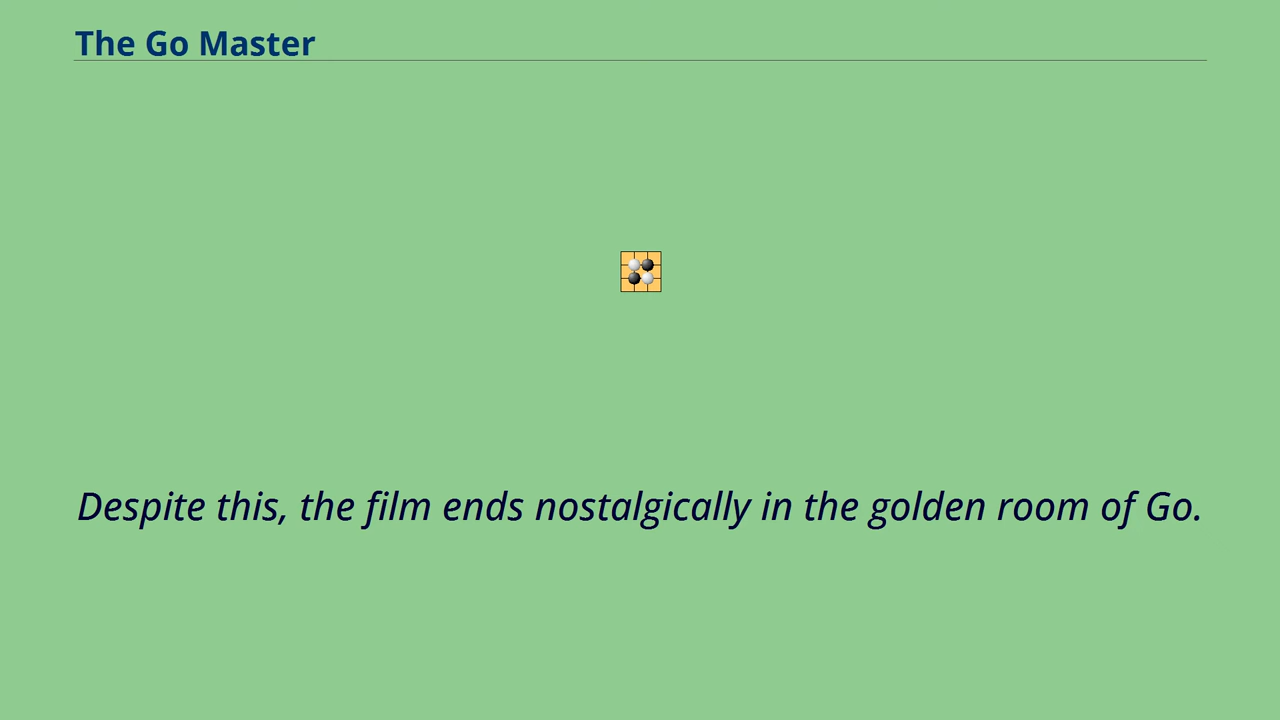 The Go Master
Despite this, the film ends nostalgically in the golden room of Go.